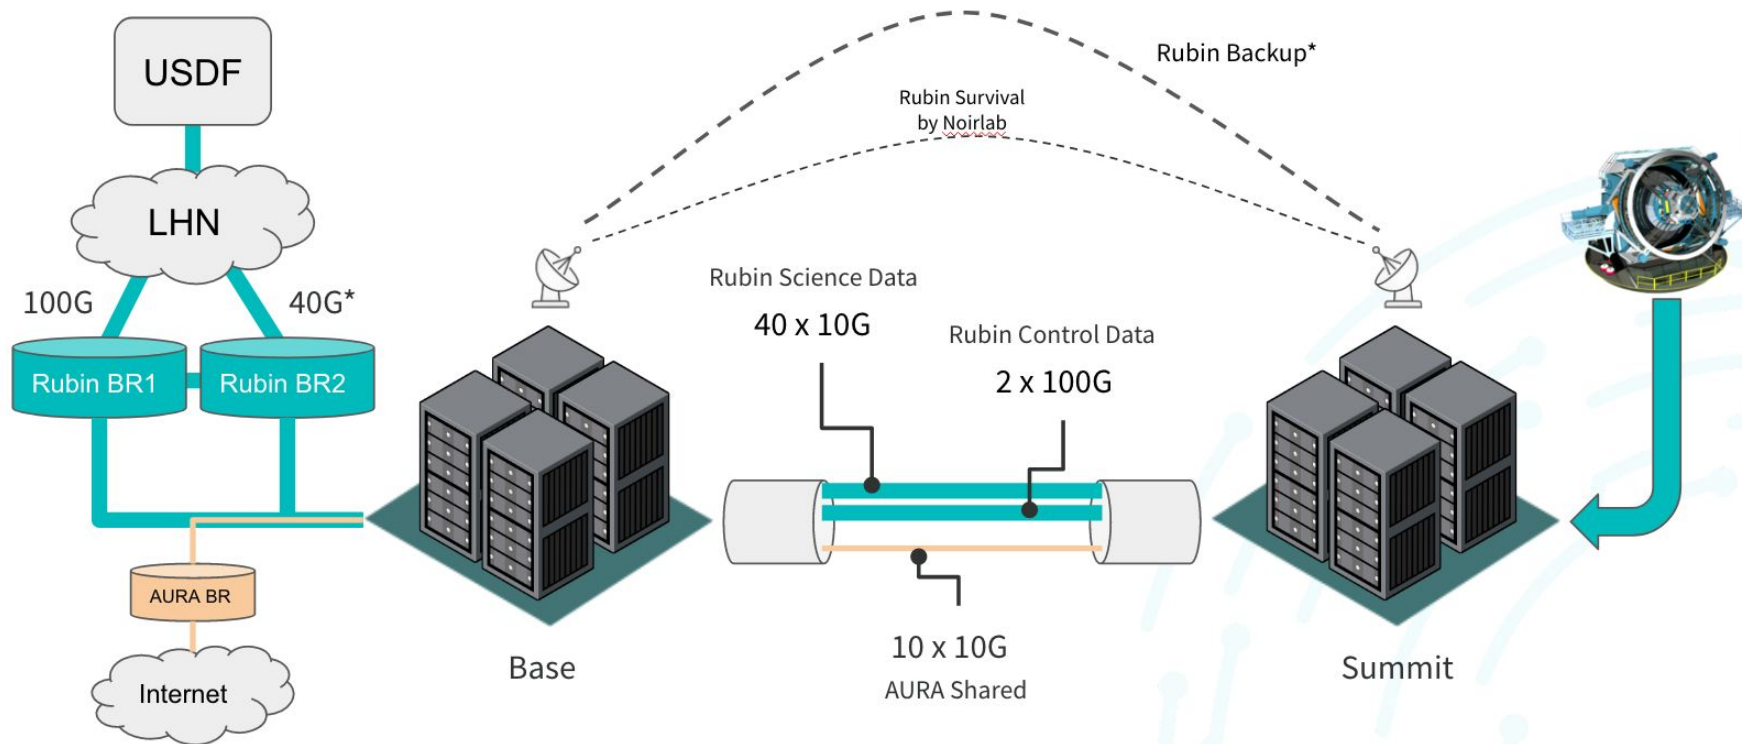 USDF
LHN
100G
40G*
Rubin BR1
Rubin BR2
AURA BR
Internet
Base
Rubin Backup*
Rubin Survival
by Noirlab
Rubin Science Data
40 x 10G
Rubin Control Data
2 x 100G
10 x 10G
AURA Shared
Summit